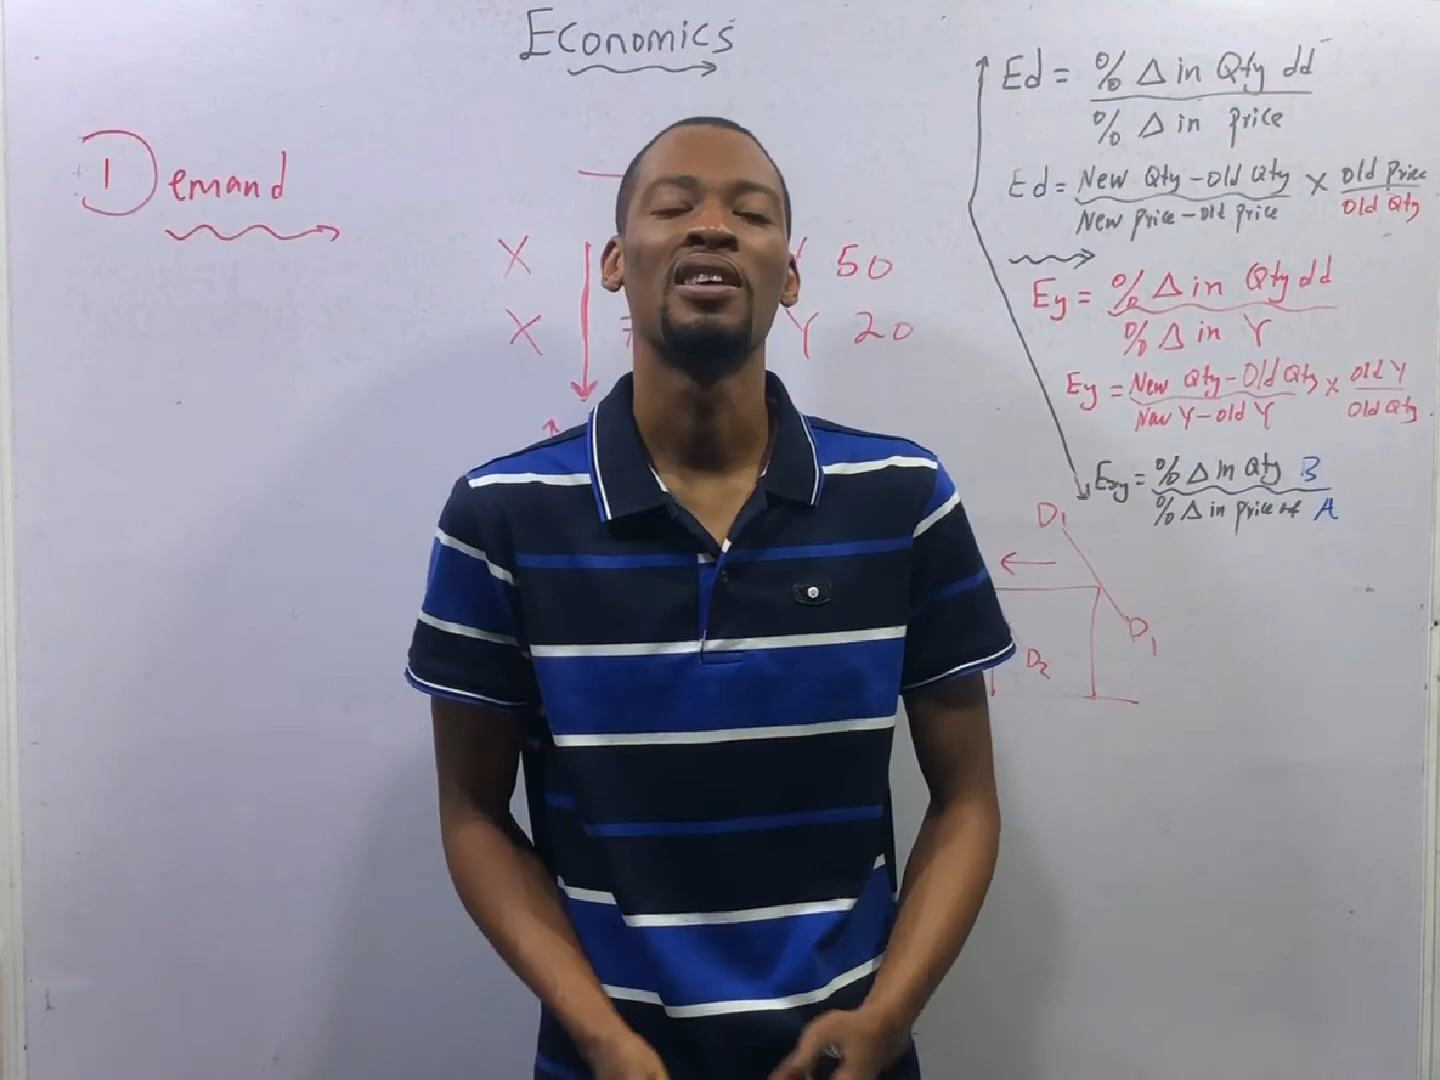 Economics
Demand
X Y 50
X Y 20
Ed = % Δ in Qty dd
% Δ in price
Ed = New Qty - Old Qty × Old Price
New Price - Old Price Old Qty
Ey = % Δ in Qty dd
% Δ in Y
Ey = New Qty - Old Qty × Old Y
New Y - Old Y Old Qty
= % Δ in Qty B
% Δ in price of A
D1
D1
D2